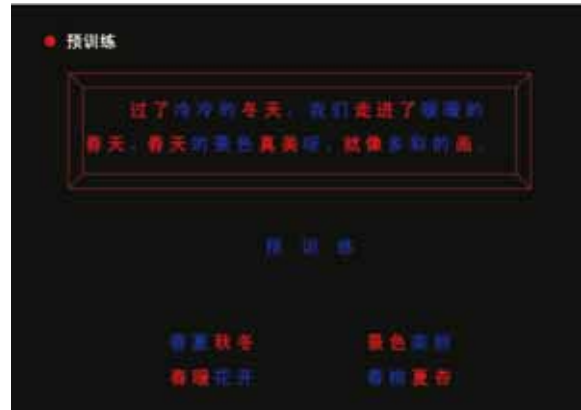 预训练
过了冷冷的冬天，我们走进了暖暖的
春天。春天的景色真美呀，就像多彩的画。
预 训 练
春夏秋冬 景色美丽
春暖花开 春桃夏杏